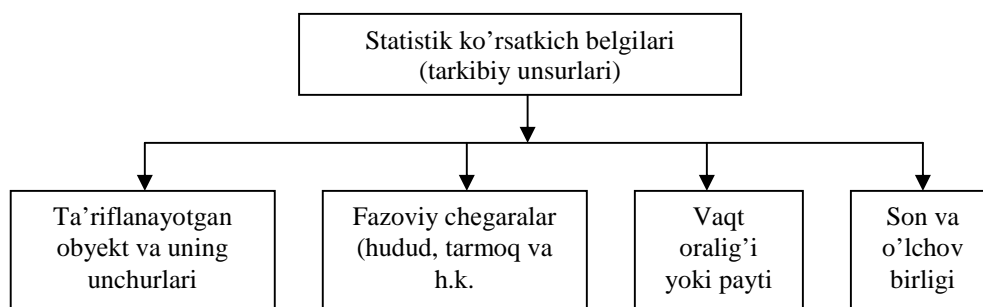 Statistik ko’rsatkich belgilari
(tarkibiy unsurlari)
Ta’riflanayotgan
obyekt va uning
unchurlari
Fazoviy chegaralar
(hudud, tarmoq va
h.k.
Vaqt
oralig’i
yoki payti
Son va
o’lchov
birligi